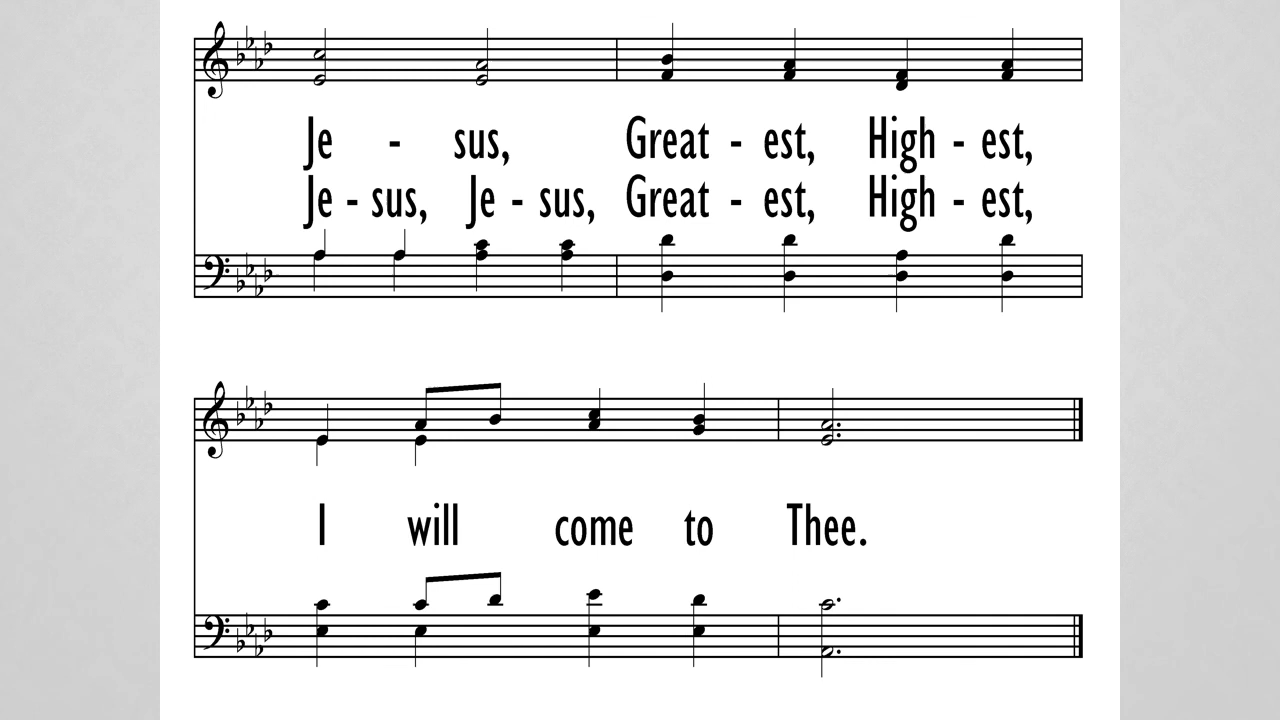 Je - sus, Great - est, High - est,
Je - sus, Je - sus, Great - est, High - est,
I will come to Thee.